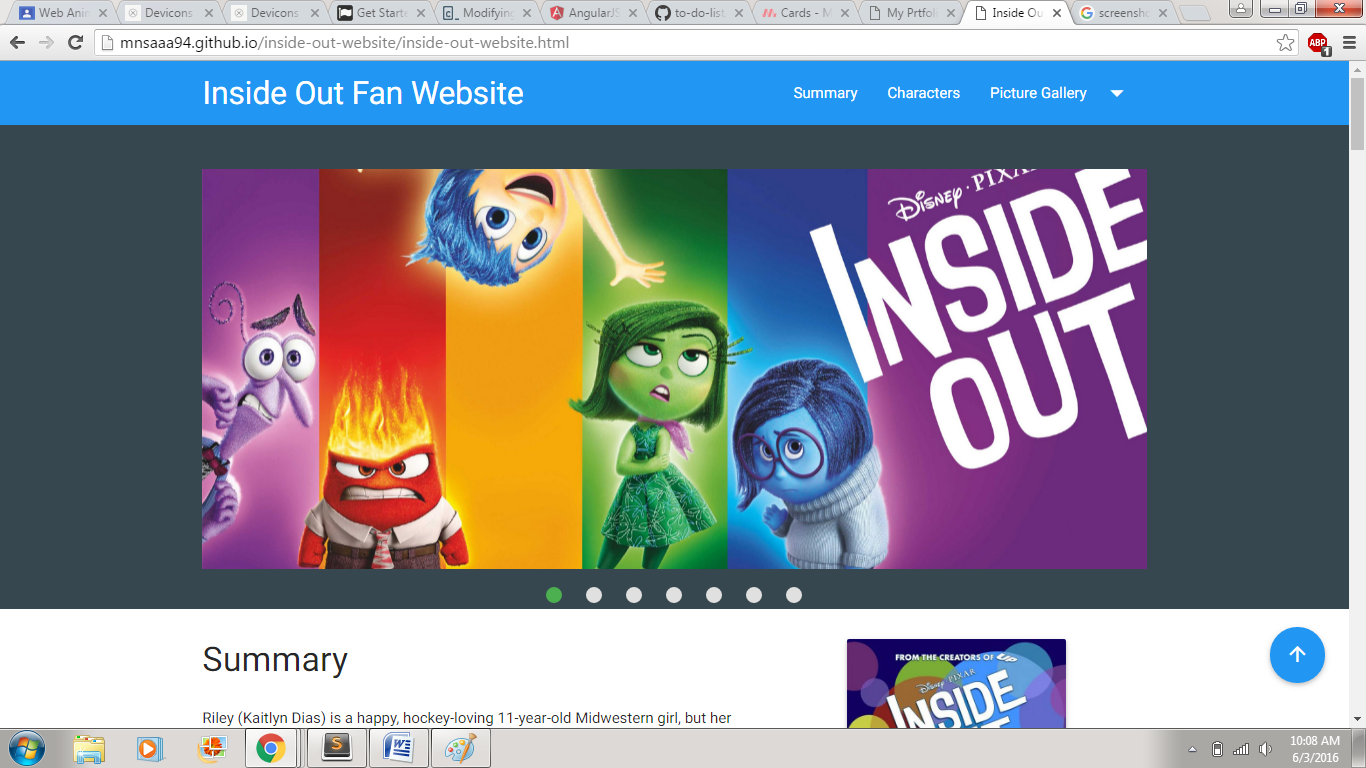 Web Anim
Devicons
Devicons
Get Starte
Modifying
AngularJS
to-do-list
Cards - M
My Prtfol
Inside Ou
screensho
mnsaaa94.github.io/inside-out-website/inside-out-website.html
ABP
1
Inside Out Fan Website
Summary
Characters
Picture Gallery
DISNEY · PIXAR
INSIDE
OUT
Summary
Riley (Kaitlyn Dias) is a happy, hockey-loving 11-year-old Midwestern girl, but her
FROM THE CREATORS OF UP
DISNEY PIXAR
INSIDE
10:08 AM
6/3/2016